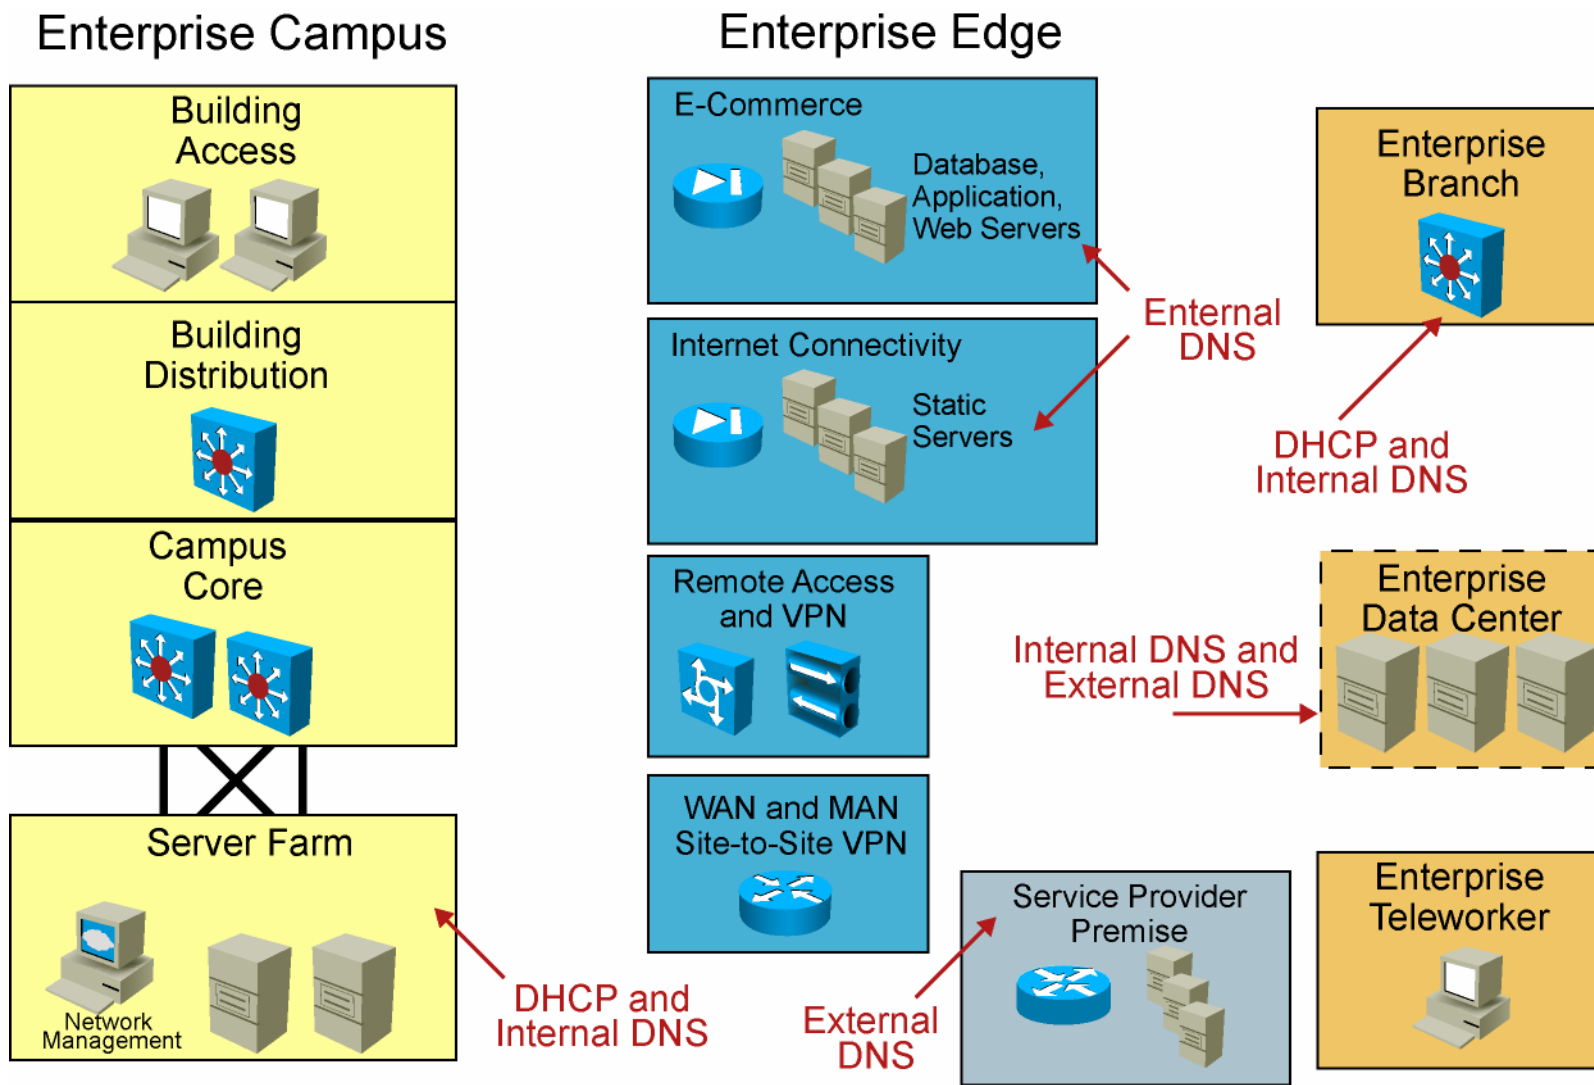 Enterprise Campus
Building
Access
Building
Distribution
Campus
Core
Server Farm
Network
Management
DHCP and
Internal DNS
Enterprise Edge
E-Commerce
Database,
Application,
Web Servers
Internet Connectivity
Static
Servers
Enternal
DNS
Remote Access
and VPN
WAN and MAN
Site-to-Site VPN
Service Provider
Premise
External
DNS
Enterprise
Branch
DHCP and
Internal DNS
Enterprise
Data Center
Internal DNS and
External DNS
Enterprise
Teleworker